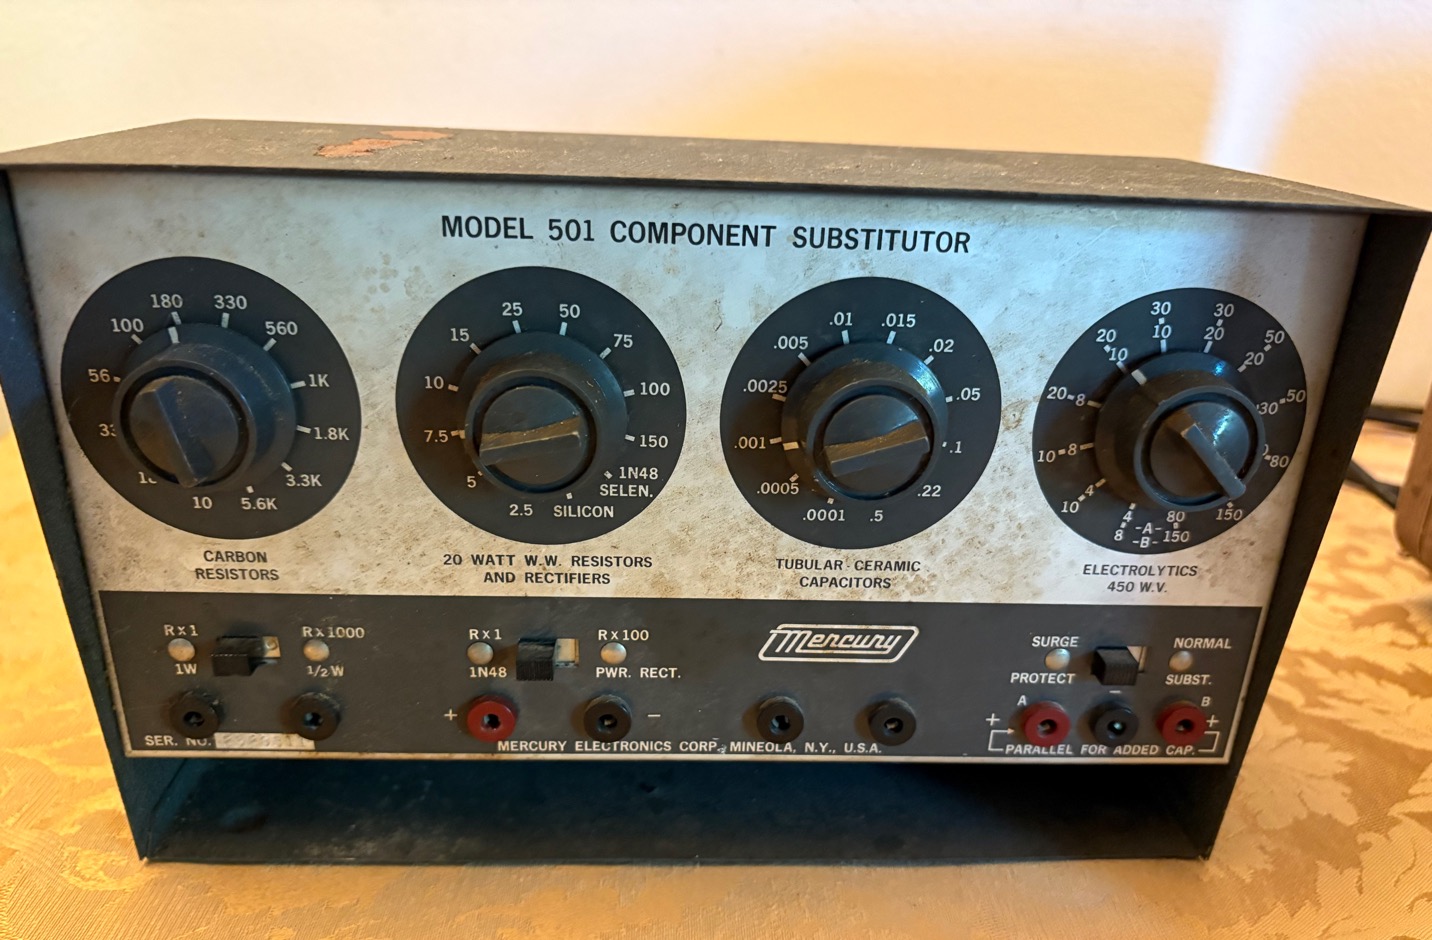 MODEL 501 COMPONENT SUBSTITUTOR
180 330
100 560
56 1K
1.8K
3.3K
10 5.6K
CARBON
RESISTORS
25 50
15 75
10 100
7.5 150
5 1N48
SELEN.
2.5 SILICON
20 WATT W.W. RESISTORS
AND RECTIFIERS
.01 .015
.005 .02
.0025 .05
.001 .1
.0005 .22
.0001 .5
TUBULAR-CERAMIC
CAPACITORS
30 30
20 10 20 50
10 20
20-8 30-50
10-8 80
10-4 150
4 -A- 80
8 -B- 150
ELECTROLYTICS
450 W.V.
R x 1 R x 1000
1W 1/2 W
R x 1 R x 100
1N48 PWR. RECT.
Mercury
SURGE NORMAL
PROTECT SUBST.
+ −
A − B
+ +
SER. NO.
MERCURY ELECTRONICS CORP., MINEOLA, N.Y., U.S.A.
PARALLEL FOR ADDED CAP.